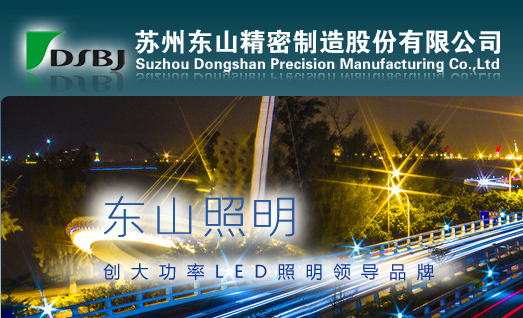 DSBJ
苏州东山精密制造股份有限公司
Suzhou Dongshan Precision Manufacturing Co.,Ltd
东山照明
创大功率LED照明领导品牌